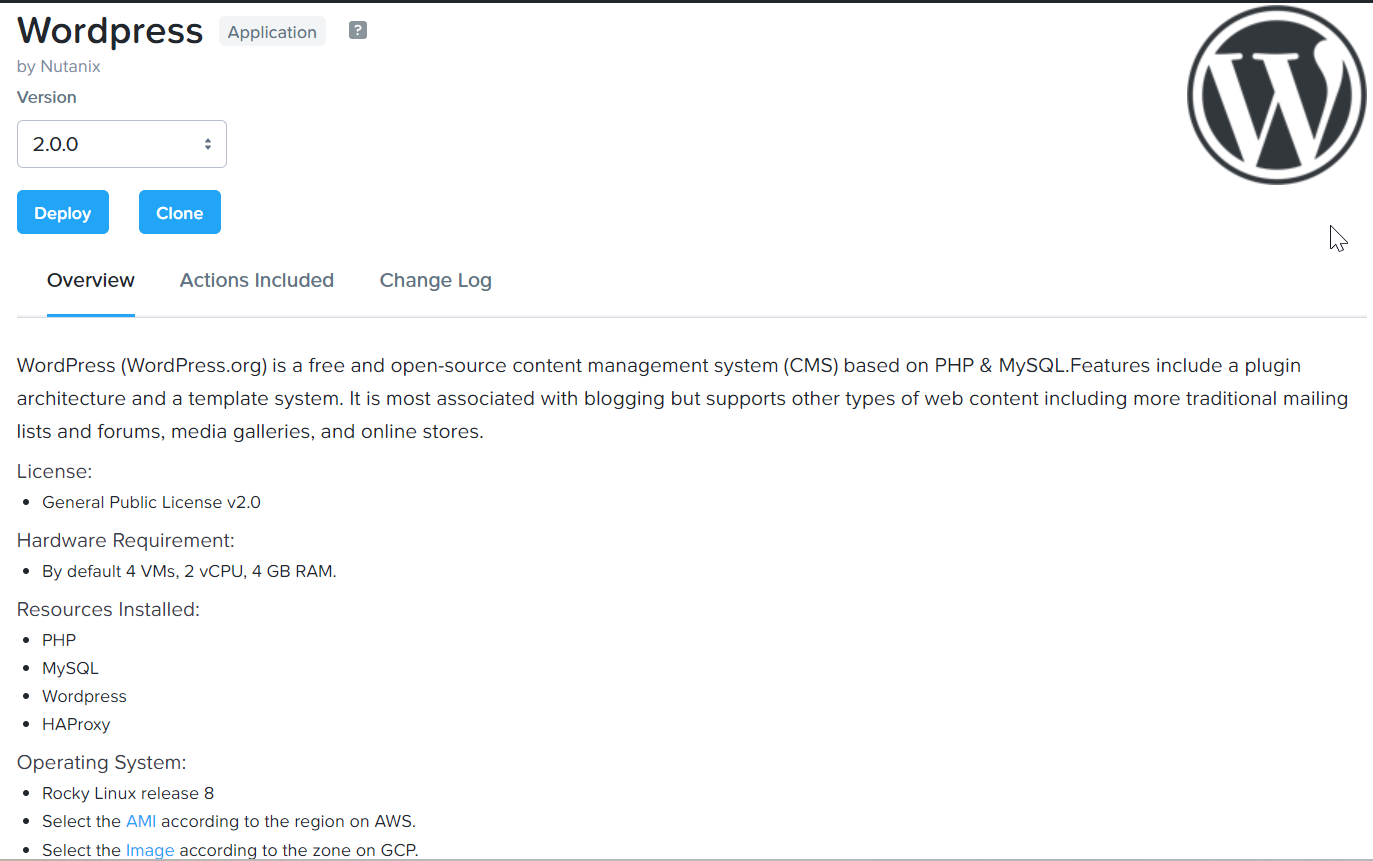 Wordpress Application ?
by Nutanix
Version
2.0.0
Deploy Clone
Overview Actions Included Change Log
WordPress (WordPress.org) is a free and open-source content management system (CMS) based on PHP & MySQL.Features include a plugin
architecture and a template system. It is most associated with blogging but supports other types of web content including more traditional mailing
lists and forums, media galleries, and online stores.
License:
• General Public License v2.0
Hardware Requirement:
• By default 4 VMs, 2 vCPU, 4 GB RAM.
Resources Installed:
• PHP
• MySQL
• Wordpress
• HAProxy
Operating System:
• Rocky Linux release 8
• Select the AMI according to the region on AWS.
• Select the Image according to the zone on GCP.